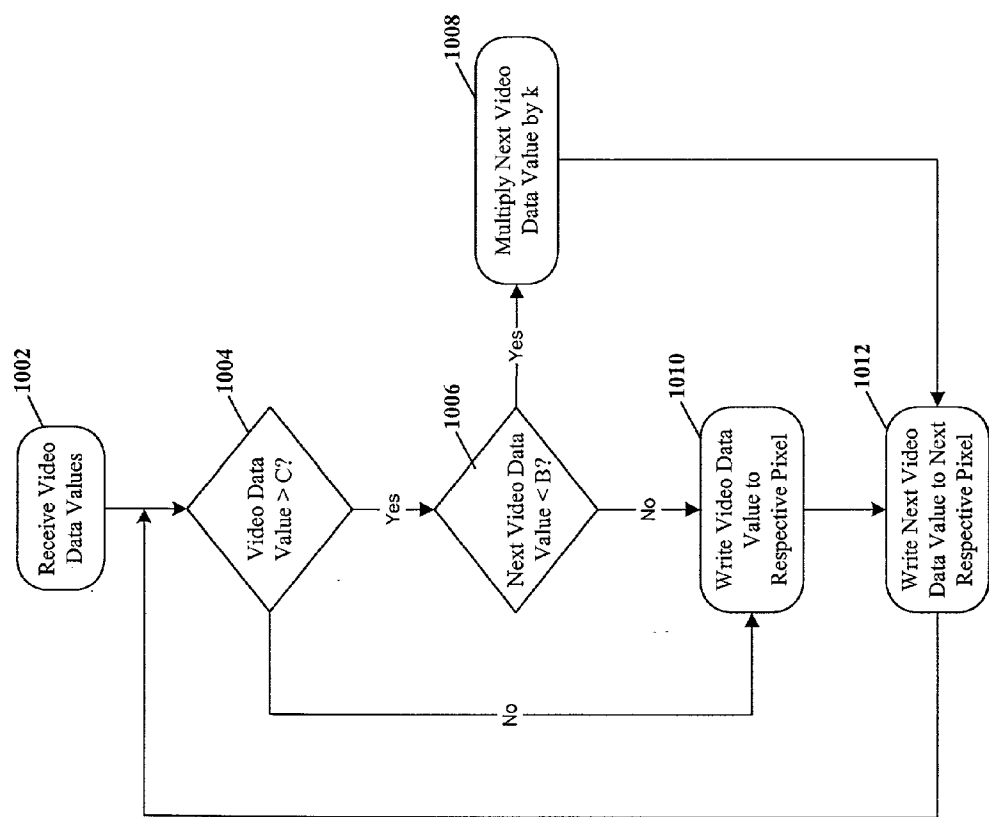 1002
Receive Video
Data Values
1004
Video Data
Value > C?
Yes
No
1006
Next Video Data
Value < B?
Yes
No
1008
Multiply Next Video
Data Value by k
1010
Write Video Data
Value to
Respective Pixel
1012
Write Next Video
Data Value to Next
Respective Pixel